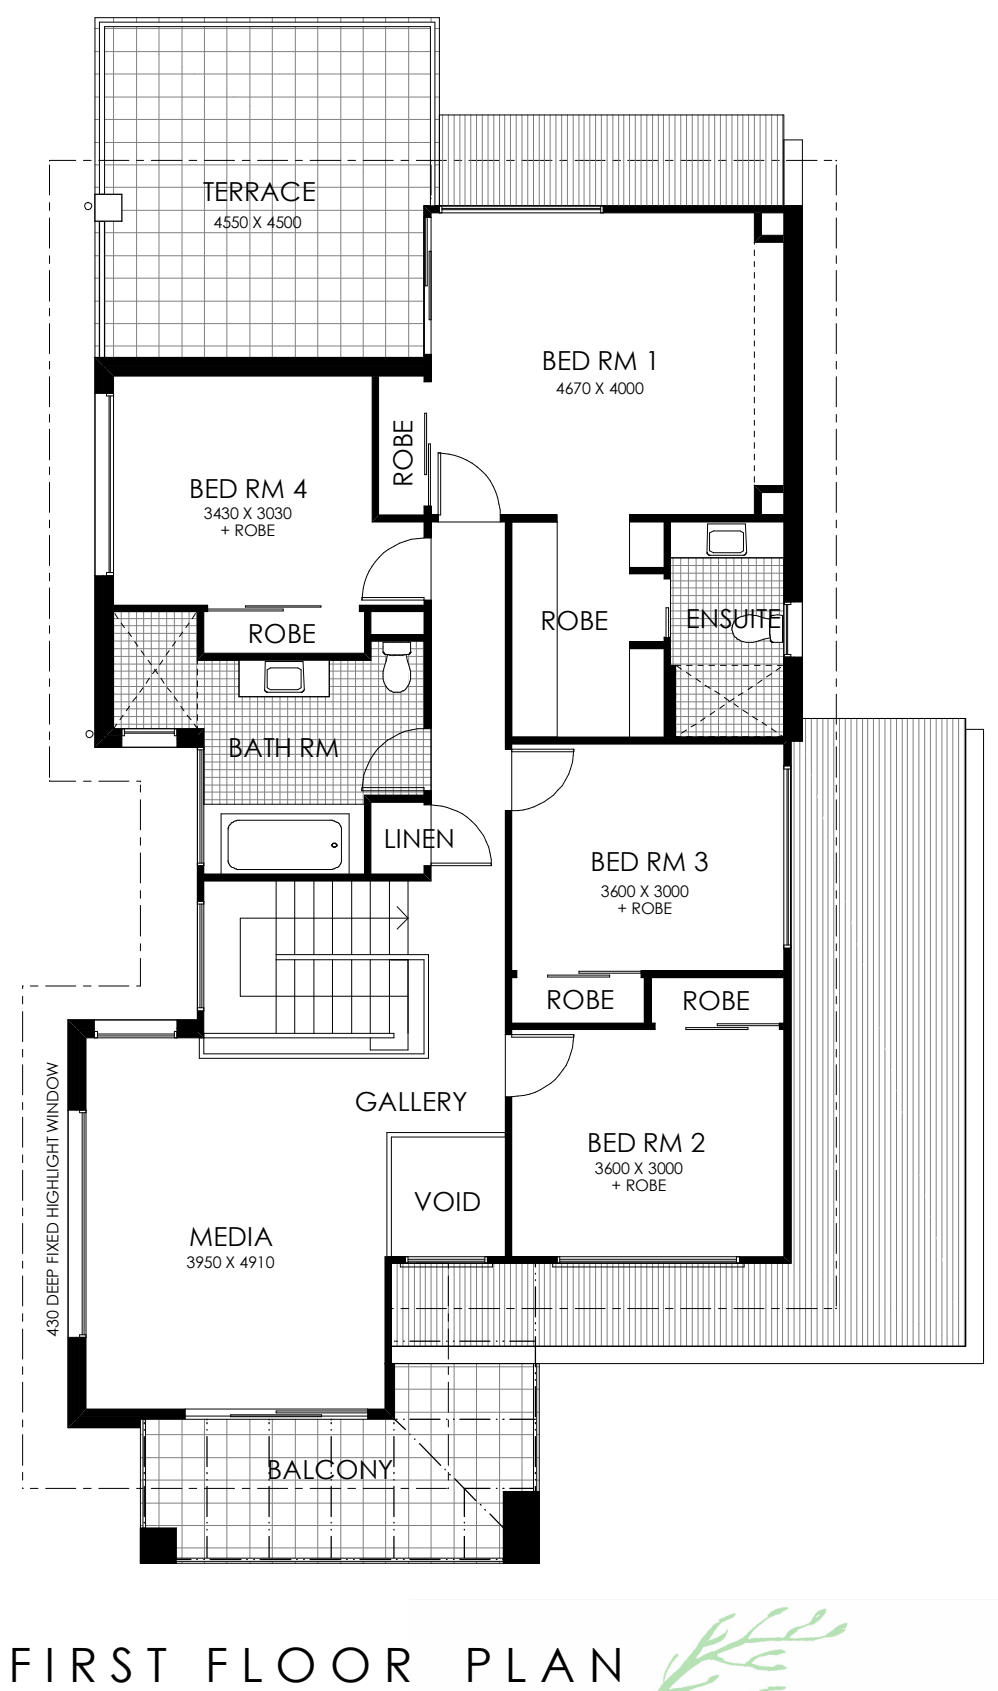 TERRACE
4550 X 4500
BED RM 1
4670 X 4000
ROBE
BED RM 4
3430 X 3030
+ ROBE
ROBE
ROBE
ENSUITE
BATH RM
LINEN
BED RM 3
3600 X 3000
+ ROBE
ROBE
ROBE
430 DEEP FIXED HIGHLIGHT WINDOW
GALLERY
BED RM 2
3600 X 3000
+ ROBE
VOID
MEDIA
3950 X 4910
BALCONY
FIRST FLOOR PLAN